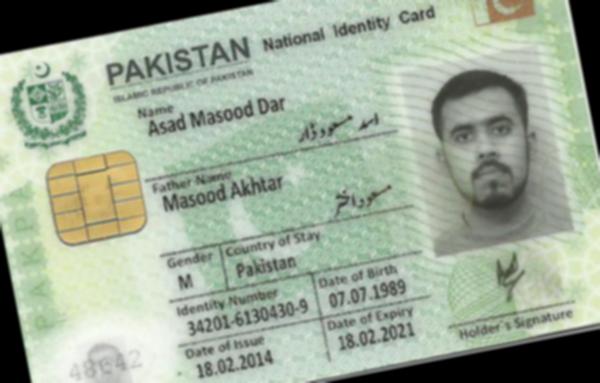 PAKISTAN National Identity Card
ISLAMIC REPUBLIC OF PAKISTAN
Name
Asad Masood Dar
اسد مسعود ڈار
Father Name
Masood Akhtar
مسعود اختر
Gender Country of Stay
M Pakistan
Identity Number Date of Birth
34201-6130430-9 07.07.1989
Date of Issue Date of Expiry
18.02.2014 18.02.2021
Holder's Signature